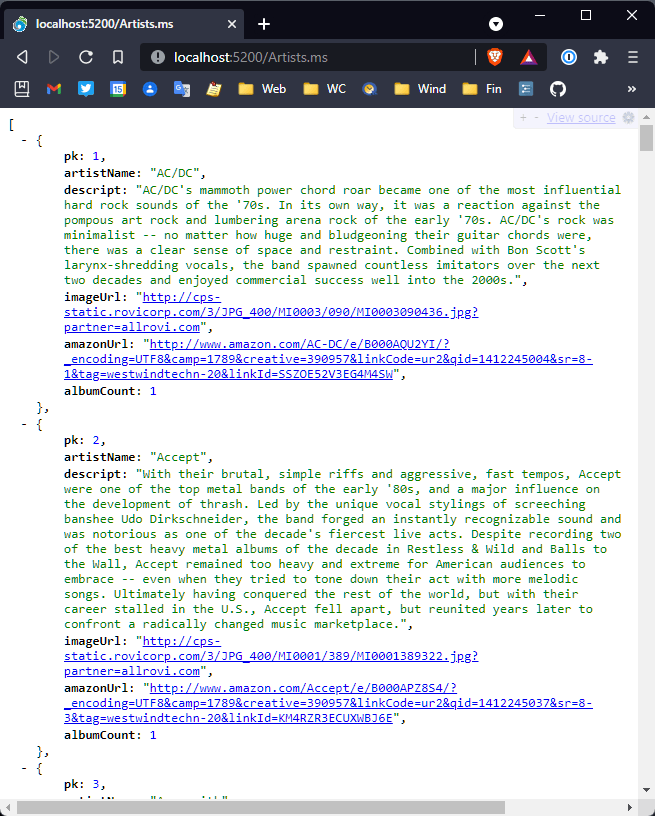 localhost:5200/Artists.ms
localhost:5200/Artists.ms
15
Web
WC
Wind
Fin
»
+ - View source
[
- {
pk: 1,
artistName: "AC/DC",
descript: "AC/DC's mammoth power chord roar became one of the most influential
hard rock sounds of the '70s. In its own way, it was a reaction against the
pompous art rock and lumbering arena rock of the early '70s. AC/DC's rock was
minimalist -- no matter how huge and bludgeoning their guitar chords were,
there was a clear sense of space and restraint. Combined with Bon Scott's
larynx-shredding vocals, the band spawned countless imitators over the next
two decades and enjoyed commercial success well into the 2000s.",
imageUrl: "http://cps-
static.rovicorp.com/3/JPG_400/MI0003/090/MI0003090436.jpg?
partner=allrovi.com",
amazonUrl: "http://www.amazon.com/AC-DC/e/B000AQU2YI/?
_encoding=UTF8&camp=1789&creative=390957&linkCode=ur2&qid=1412245004&sr=8-
1&tag=westwindtechn-20&linkId=SSZOE52V3EG4M4SW",
albumCount: 1
},
- {
pk: 2,
artistName: "Accept",
descript: "With their brutal, simple riffs and aggressive, fast tempos, Accept
were one of the top metal bands of the early '80s, and a major influence on
the development of thrash. Led by the unique vocal stylings of screeching
banshee Udo Dirkschneider, the band forged an instantly recognizable sound and
was notorious as one of the decade's fiercest live acts. Despite recording two
of the best heavy metal albums of the decade in Restless & Wild and Balls to
the Wall, Accept remained too heavy and extreme for American audiences to
embrace -- even when they tried to tone down their act with more melodic
songs. Ultimately having conquered the rest of the world, but with their
career stalled in the U.S., Accept fell apart, but reunited years later to
confront a radically changed music marketplace.",
imageUrl: "http://cps-
static.rovicorp.com/3/JPG_400/MI0001/389/MI0001389322.jpg?
partner=allrovi.com",
amazonUrl: "http://www.amazon.com/Accept/e/B000APZ8S4/?
_encoding=UTF8&camp=1789&creative=390957&linkCode=ur2&qid=1412245037&sr=8-
3&tag=westwindtechn-20&linkId=KM4RZR3ECUXWBJ6E",
albumCount: 1
},
- {
pk: 3,